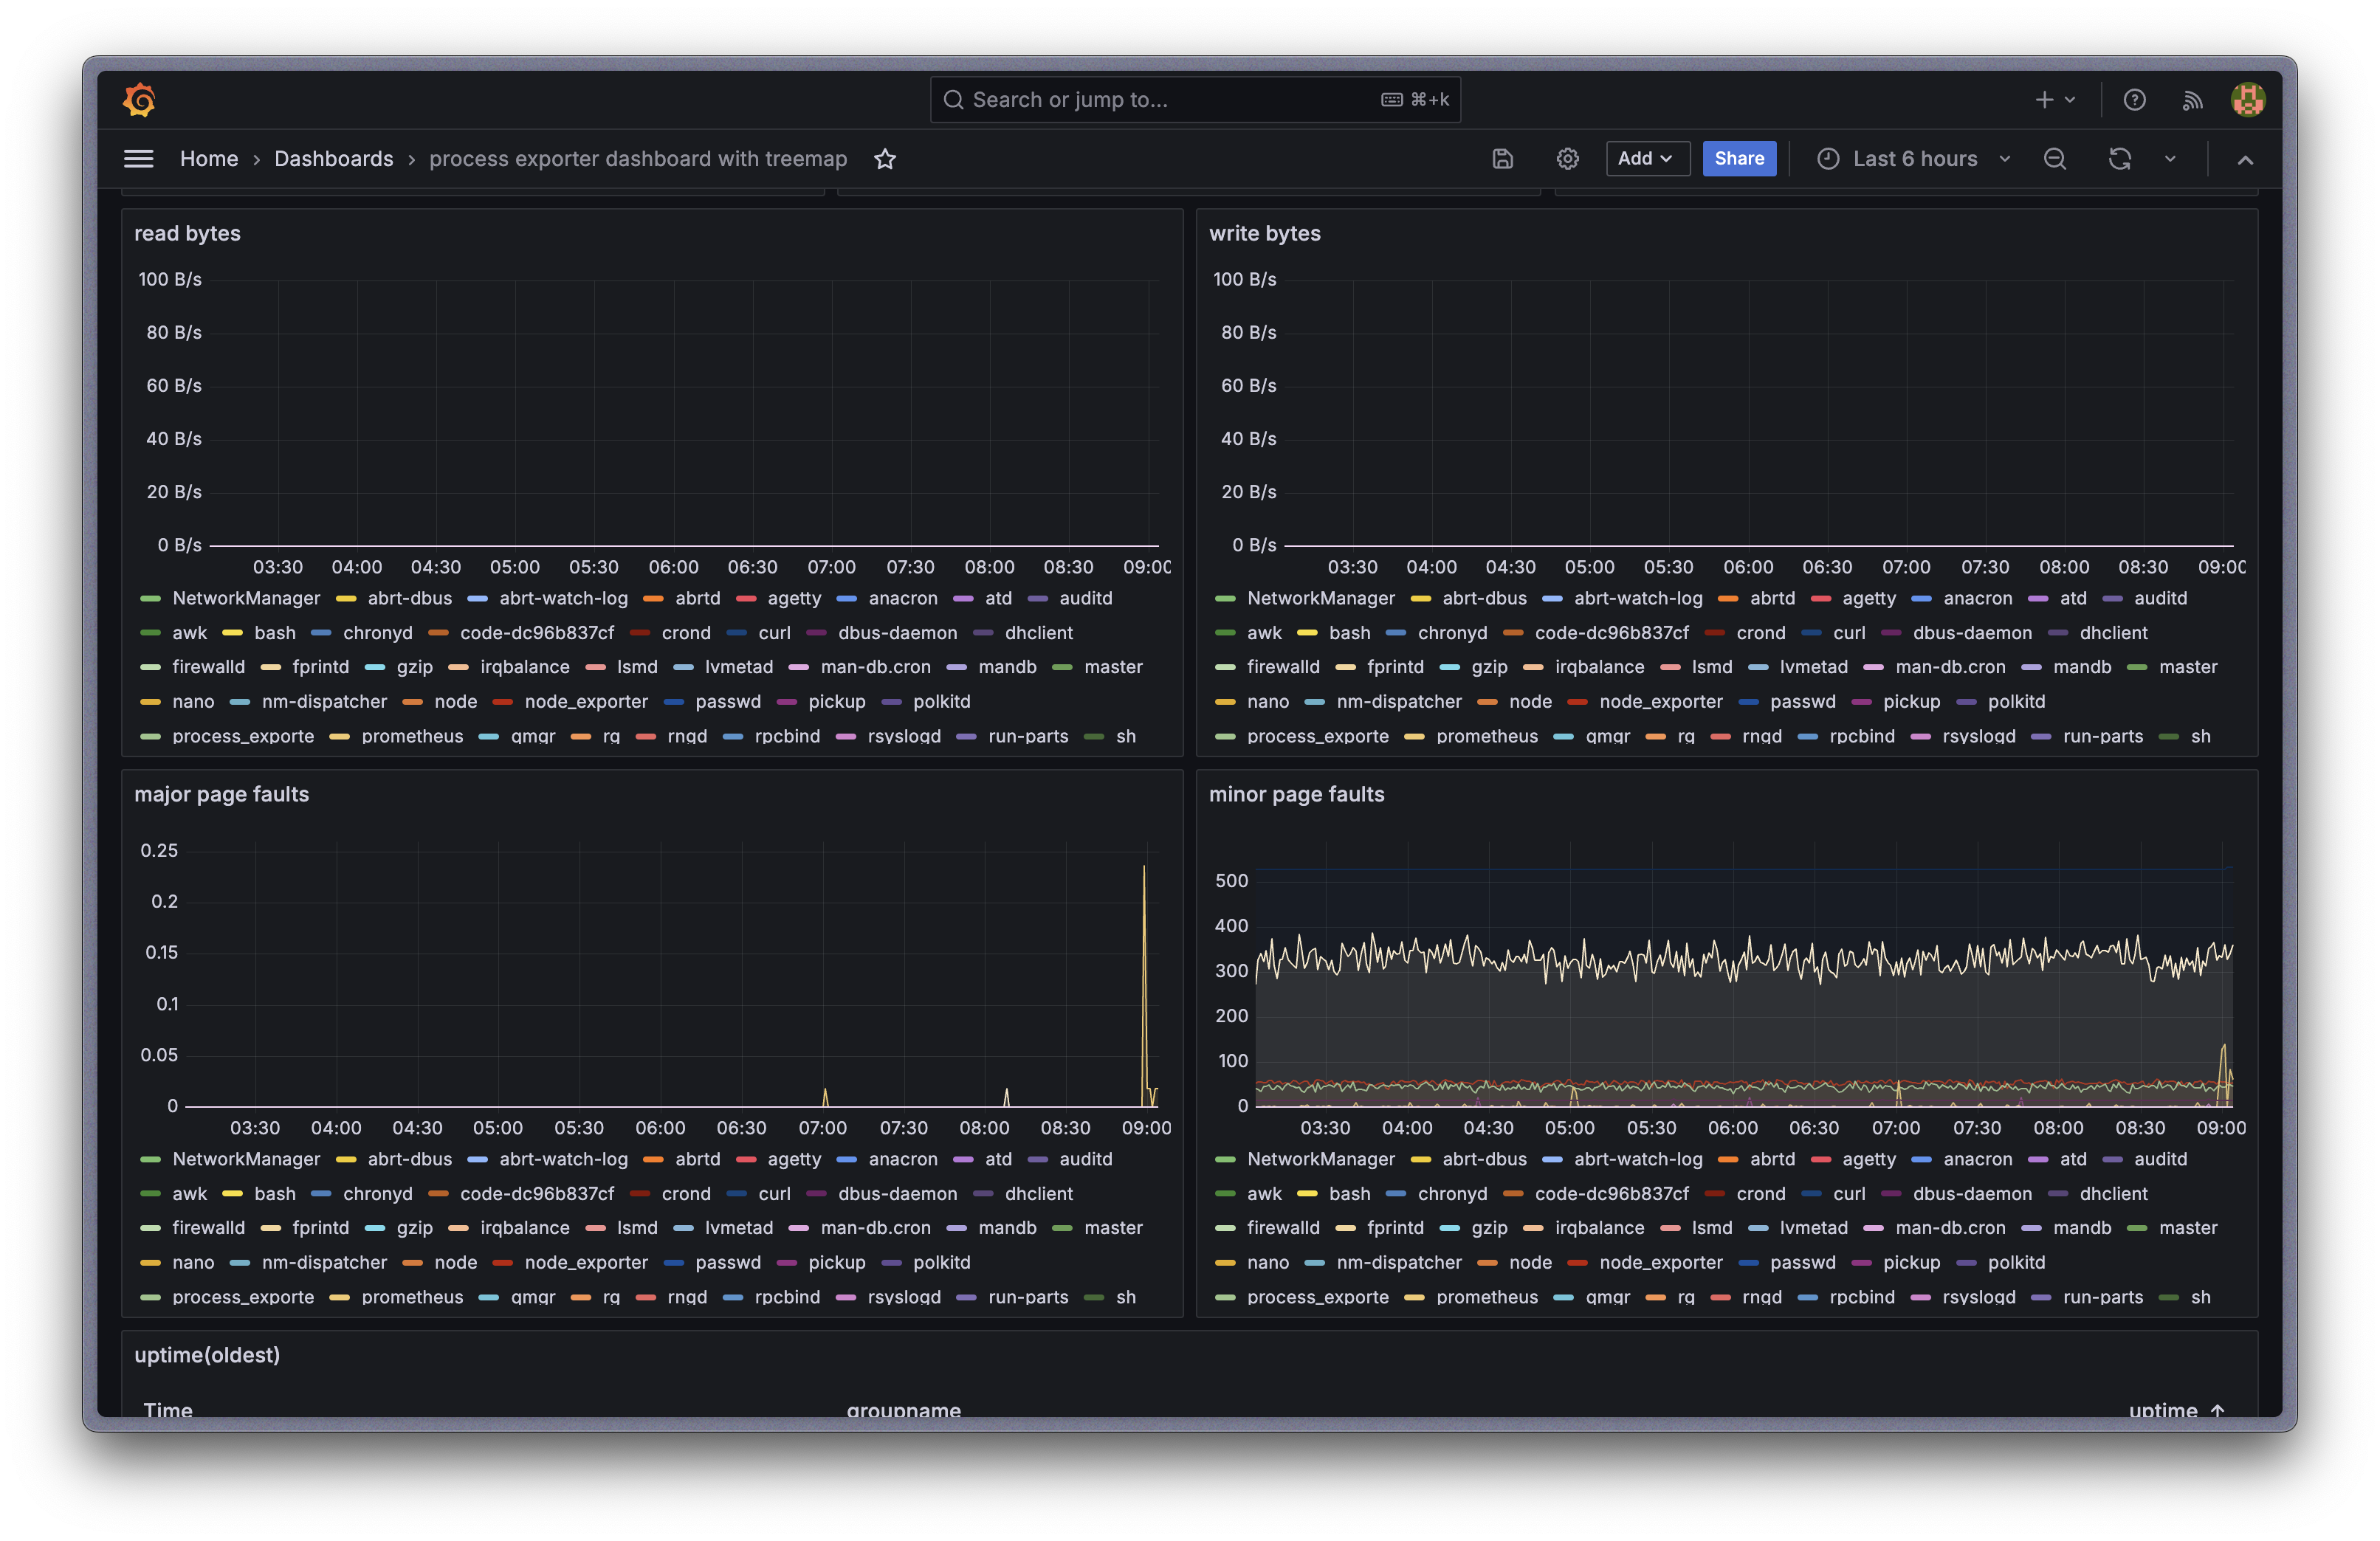 Search or jump to... ⌘+k
Home › Dashboards › process exporter dashboard with treemap Add Share Last 6 hours
read bytes
100 B/s
80 B/s
60 B/s
40 B/s
20 B/s
0 B/s
03:30 04:00 04:30 05:00 05:30 06:00 06:30 07:00 07:30 08:00 08:30 09:00
NetworkManager abrt-dbus abrt-watch-log abrtd agetty anacron atd auditd
awk bash chronyd code-dc96b837cf crond curl dbus-daemon dhclient
firewalld fprintd gzip irqbalance lsmd lvmetad man-db.cron mandb master
nano nm-dispatcher node node_exporter passwd pickup polkitd
process_exporte prometheus qmgr rg rngd rpcbind rsyslogd run-parts sh
write bytes
100 B/s
80 B/s
60 B/s
40 B/s
20 B/s
0 B/s
03:30 04:00 04:30 05:00 05:30 06:00 06:30 07:00 07:30 08:00 08:30 09:00
NetworkManager abrt-dbus abrt-watch-log abrtd agetty anacron atd auditd
awk bash chronyd code-dc96b837cf crond curl dbus-daemon dhclient
firewalld fprintd gzip irqbalance lsmd lvmetad man-db.cron mandb master
nano nm-dispatcher node node_exporter passwd pickup polkitd
process_exporte prometheus qmgr rg rngd rpcbind rsyslogd run-parts sh
major page faults
0.25
0.2
0.15
0.1
0.05
0
03:30 04:00 04:30 05:00 05:30 06:00 06:30 07:00 07:30 08:00 08:30 09:00
NetworkManager abrt-dbus abrt-watch-log abrtd agetty anacron atd auditd
awk bash chronyd code-dc96b837cf crond curl dbus-daemon dhclient
firewalld fprintd gzip irqbalance lsmd lvmetad man-db.cron mandb master
nano nm-dispatcher node node_exporter passwd pickup polkitd
process_exporte prometheus qmgr rg rngd rpcbind rsyslogd run-parts sh
minor page faults
500
400
300
200
100
0
03:30 04:00 04:30 05:00 05:30 06:00 06:30 07:00 07:30 08:00 08:30 09:00
NetworkManager abrt-dbus abrt-watch-log abrtd agetty anacron atd auditd
awk bash chronyd code-dc96b837cf crond curl dbus-daemon dhclient
firewalld fprintd gzip irqbalance lsmd lvmetad man-db.cron mandb master
nano nm-dispatcher node node_exporter passwd pickup polkitd
process_exporte prometheus qmgr rg rngd rpcbind rsyslogd run-parts sh
uptime(oldest)
Time groupname uptime ↑